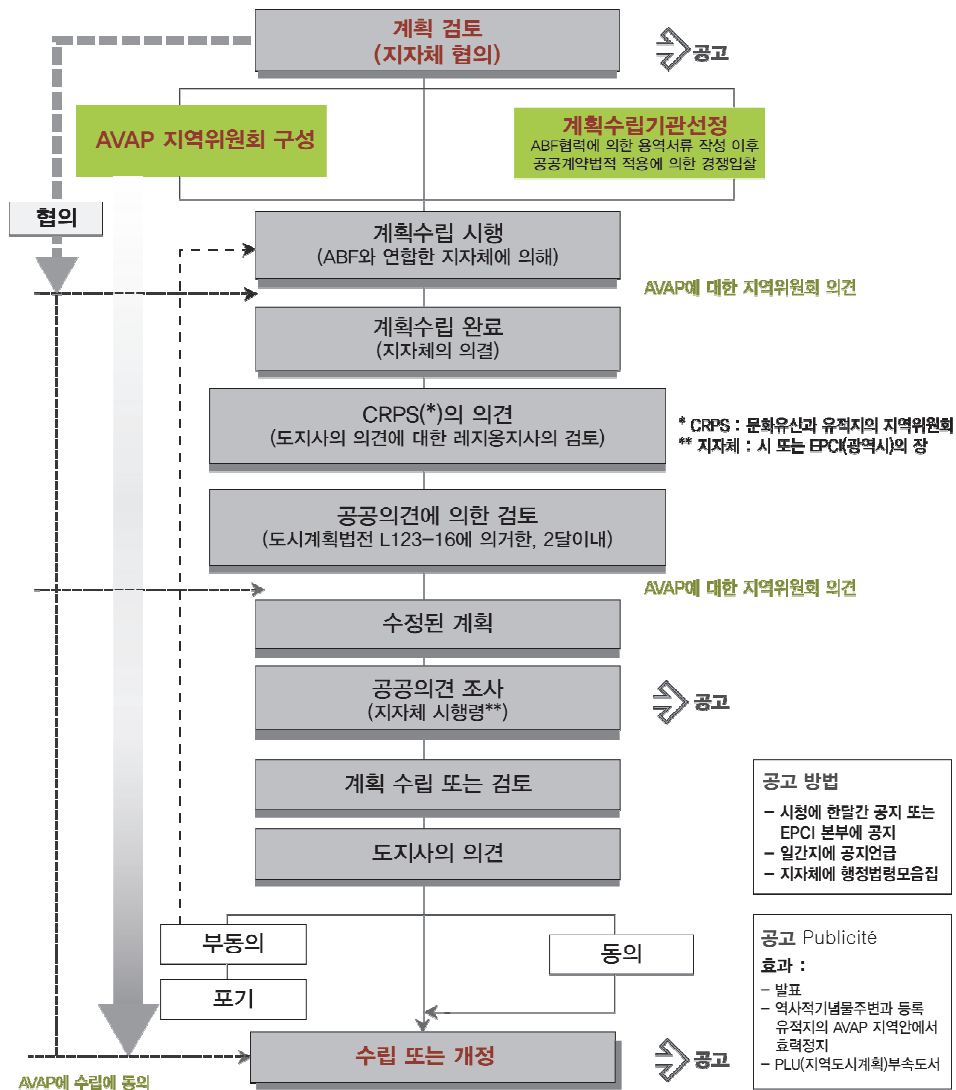 계획 검토
(지자체 협의)
공고
AVAP 지역위원회 구성
계획수립기관선정
ABF협력에 의한 용역서류 작성 이후
공공계약법적 적용에 의한 경쟁입찰
협의
계획수립 시행
(ABF와 연합한 지자체에 의해)
AVAP에 대한 지역위원회 의견
계획수립 완료
(지자체의 의결)
CRPS(*)의 의견
(도지사의 의견에 대한 레지옹지사의 검토)
* CRPS : 문화유산과 유적지의 지역위원회
** 지자체 : 시 또는 EPCI(광역시)의 장
공공의견에 의한 검토
(도시계획법전 L123-16에 의거한, 2달이내)
AVAP에 대한 지역위원회 의견
수정된 계획
공공의견 조사
(지자체 시행령**)
공고
계획 수립 또는 검토
도지사의 의견
공고 방법
- 시청에 한달간 공지 또는
EPCI 본부에 공지
- 일간지에 공지언급
- 지자체에 행정법령모음집
부동의
동의
포기
공고 Publicité
효과 :
- 발표
- 역사적기념물주변과 등록
유적지의 AVAP 지역안에서
효력정지
- PLU(지역도시계획)부속도서
수립 또는 개정
공고
AVAP에 수립에 동의